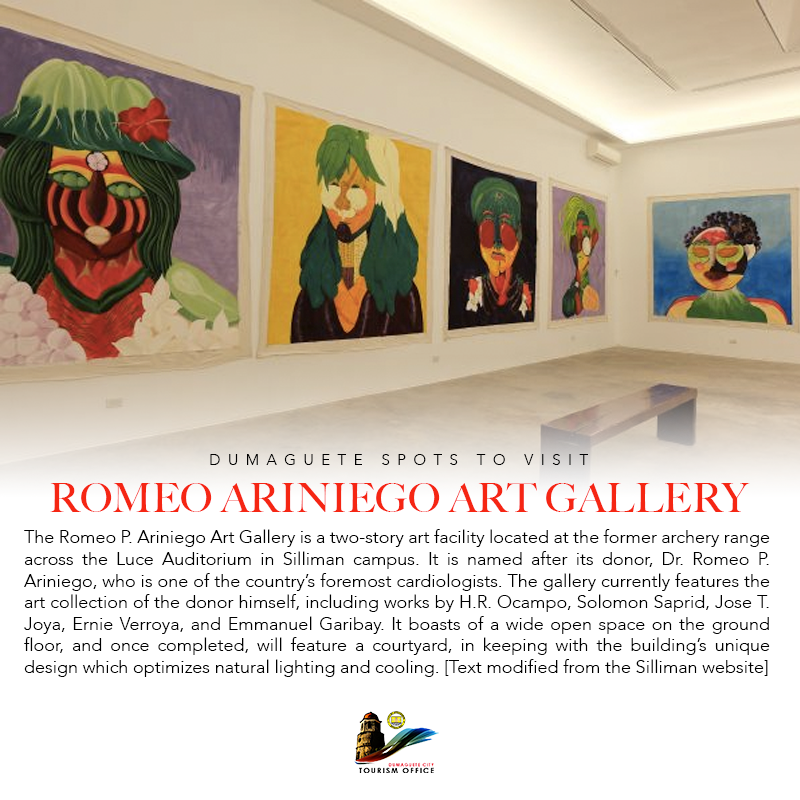 DUMAGUETE SPOTS TO VISIT
ROMEO ARINIEGO ART GALLERY
The Romeo P. Ariniego Art Gallery is a two-story art facility located at the former archery range
across the Luce Auditorium in Silliman campus. It is named after its donor, Dr. Romeo P.
Ariniego, who is one of the country's foremost cardiologists. The gallery currently features the
art collection of the donor himself, including works by H.R. Ocampo, Solomon Saprid, Jose T.
Joya, Ernie Verroya, and Emmanuel Garibay. It boasts of a wide open space on the ground
floor, and once completed, will feature a courtyard, in keeping with the building's unique
design which optimizes natural lighting and cooling. [Text modified from the Silliman website]
DUMAGUETE CITY
TOURISM OFFICE